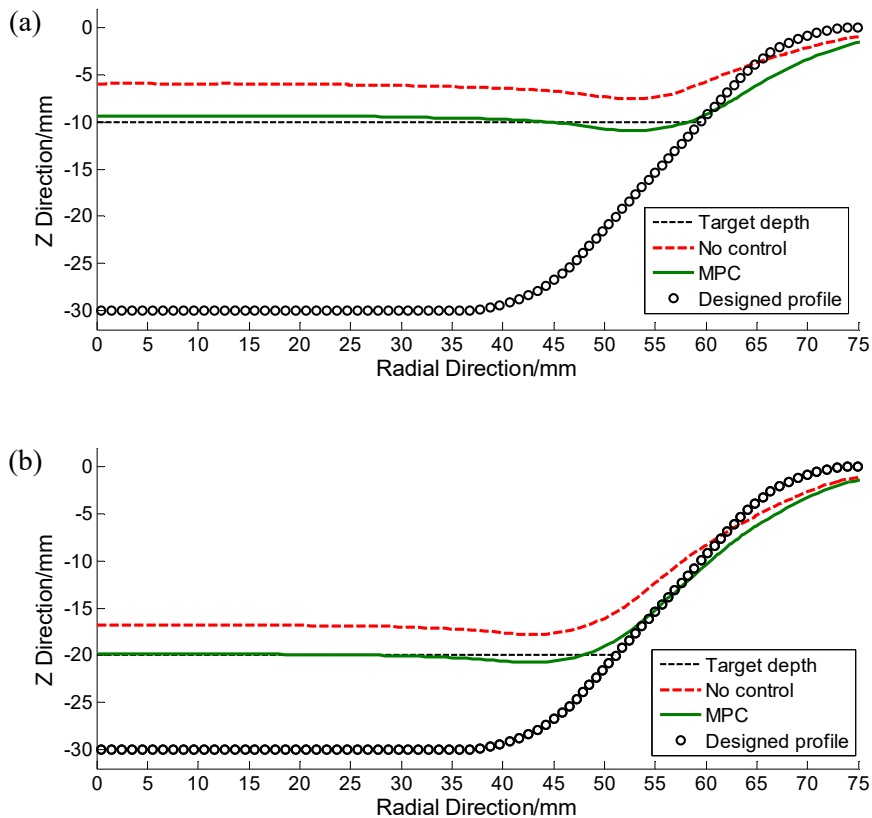 (a)
0
-5
-10
-15
-20
-25
-30
Z Direction/mm
Target depth
No control
MPC
Designed profile
0 5 10 15 20 25 30 35 40 45 50 55 60 65 70 75
Radial Direction/mm
(b)
0
-5
-10
-15
-20
-25
-30
Z Direction/mm
Target depth
No control
MPC
Designed profile
0 5 10 15 20 25 30 35 40 45 50 55 60 65 70 75
Radial Direction/mm